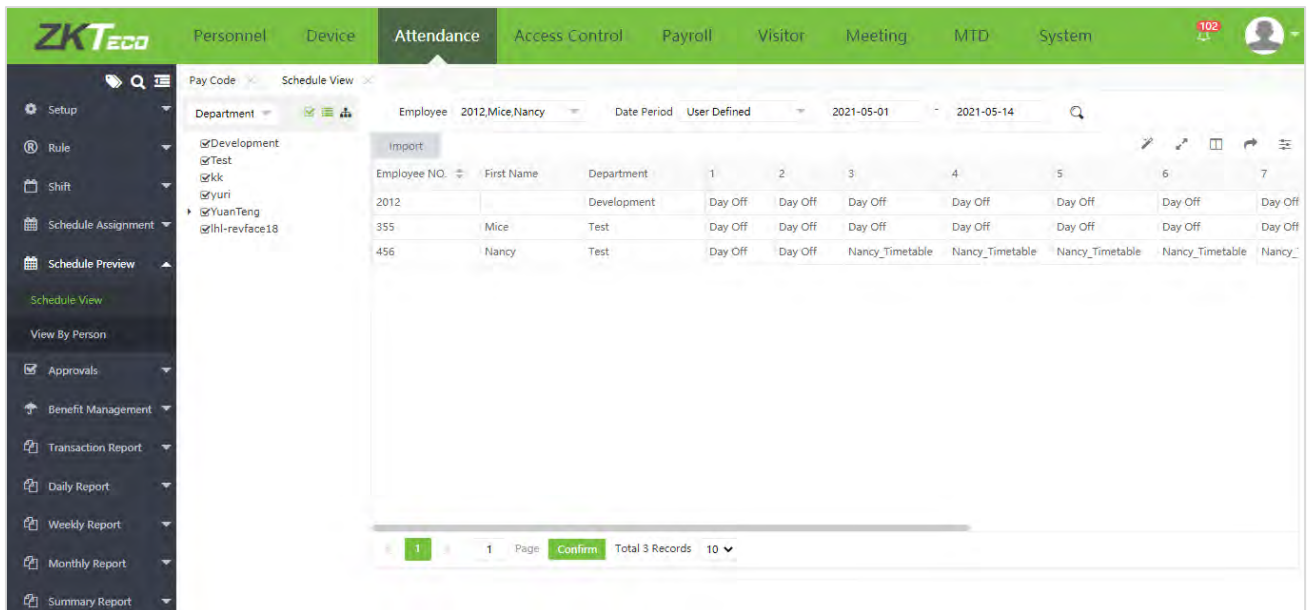 ZKTeco Personnel Device Attendance Access Control Payroll Visitor Meeting MTD System 102
Pay Code Schedule View
Setup
Rule
Shift
Schedule Assignment
Schedule Preview
Schedule View
View By Person
Approvals
Benefit Management
Transaction Report
Daily Report
Weekly Report
Monthly Report
Summary Report
Department
Development
Test
kk
yuri
YuanTeng
lhl-revface18
Employee 2012,Mice,Nancy Date Period User Defined 2021-05-01 - 2021-05-14
Import
Employee NO. First Name Department 1 2 3 4 5 6 7
2012 Development Day Off Day Off Day Off Day Off Day Off Day Off Day Off
355 Mice Test Day Off Day Off Day Off Day Off Day Off Day Off Day Off
456 Nancy Test Day Off Day Off Nancy_Timetable Nancy_Timetable Nancy_Timetable Nancy_Timetable Nancy_
1 1 Page Confirm Total 3 Records 10